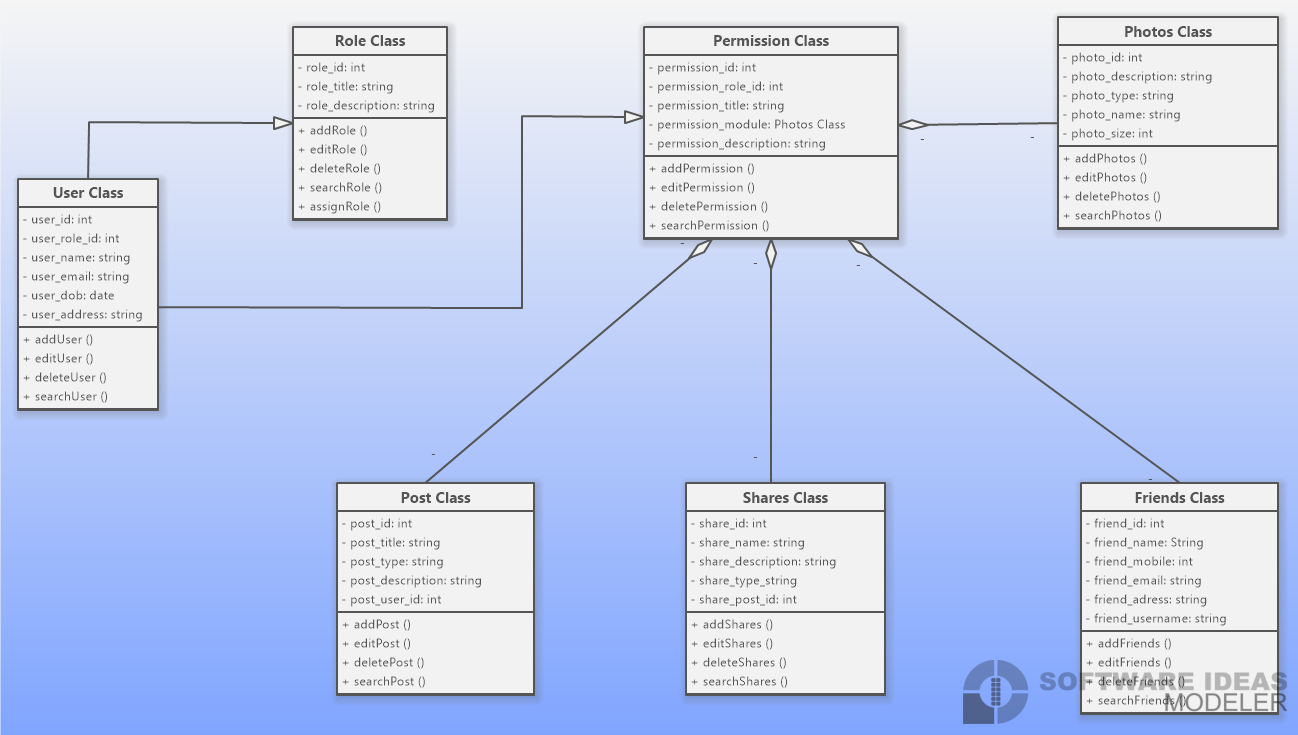 Role Class
- role_id: int
- role_title: string
- role_description: string
+ addRole ()
+ editRole ()
+ deleteRole ()
+ searchRole ()
+ assignRole ()
Permission Class
- permission_id: int
- permission_role_id: int
- permission_title: string
- permission_module: Photos Class
- permission_description: string
+ addPermission ()
+ editPermission ()
+ deletePermission ()
+ searchPermission ()
Photos Class
- photo_id: int
- photo_description: string
- photo_type: string
- photo_name: string
- photo_size: int
+ addPhotos ()
+ editPhotos ()
+ deletePhotos ()
+ searchPhotos ()
User Class
- user_id: int
- user_role_id: int
- user_name: string
- user_email: string
- user_dob: date
- user_address: string
+ addUser ()
+ editUser ()
+ deleteUser ()
+ searchUser ()
Post Class
- post_id: int
- post_title: string
- post_type: string
- post_description: string
- post_user_id: int
+ addPost ()
+ editPost ()
+ deletePost ()
+ searchPost ()
Shares Class
- share_id: int
- share_name: string
- share_description: string
- share_type_string
- share_post_id: int
+ addShares ()
+ editShares ()
+ deleteShares ()
+ searchShares ()
Friends Class
- friend_id: int
- friend_name: String
- friend_mobile: int
- friend_email: string
- friend_adress: string
- friend_username: string
+ addFriends ()
+ editFriends ()
+ deleteFriends ()
+ searchFriends ()
SOFTWARE IDEAS
MODELER